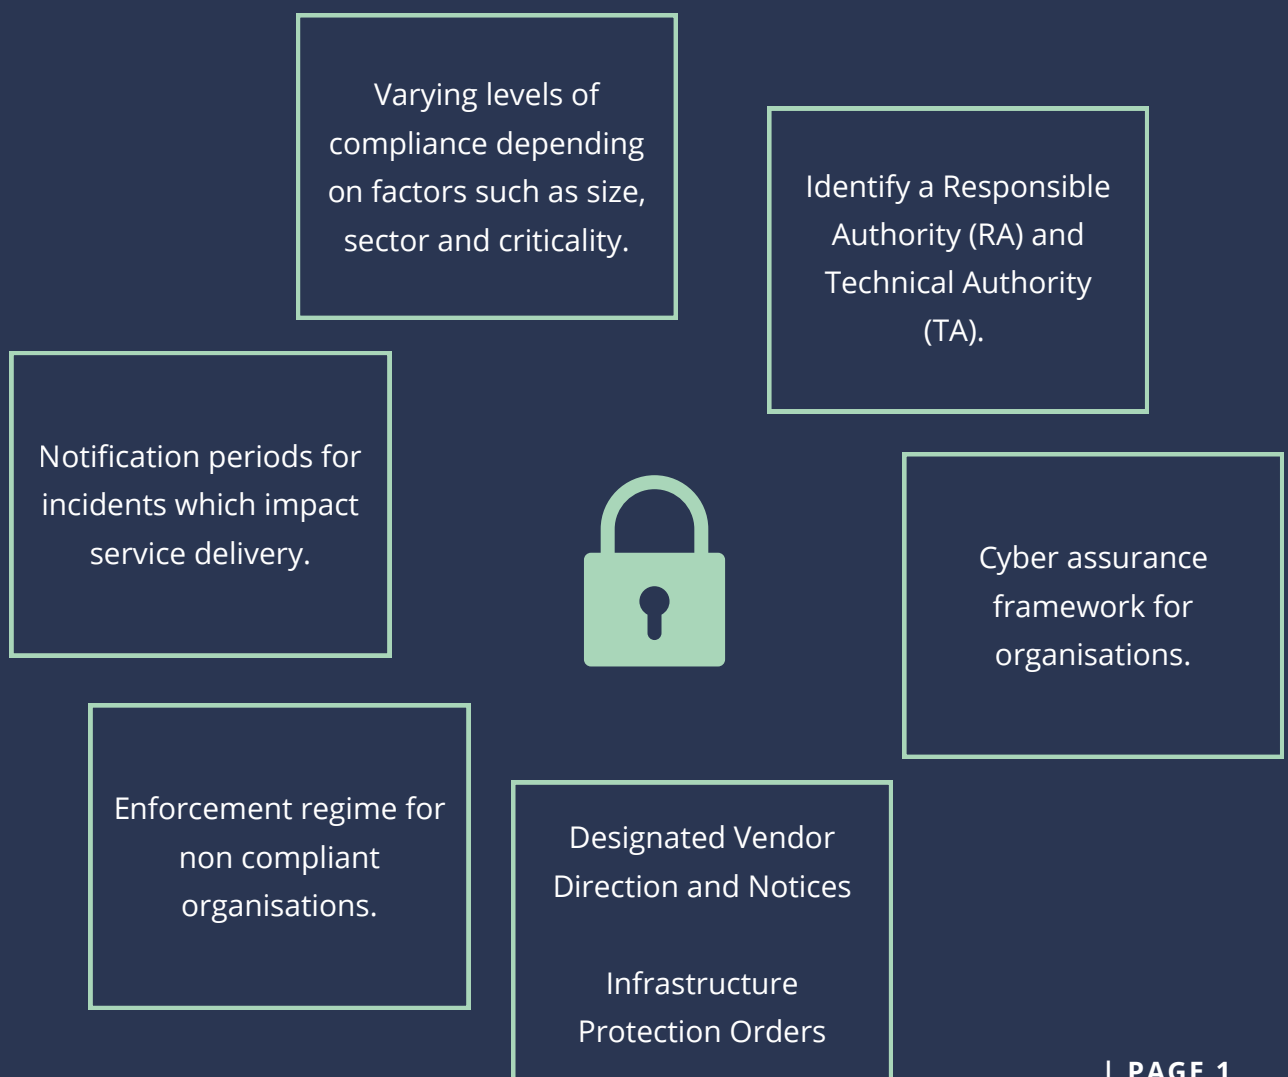 Varying levels of
compliance depending
on factors such as size,
sector and criticality.
Identify a Responsible
Authority (RA) and
Technical Authority
(TA).
Notification periods for
incidents which impact
service delivery.
Cyber assurance
framework for
organisations.
Enforcement regime for
non compliant
organisations.
Designated Vendor
Direction and Notices
Infrastructure
Protection Orders
| PAGE 1